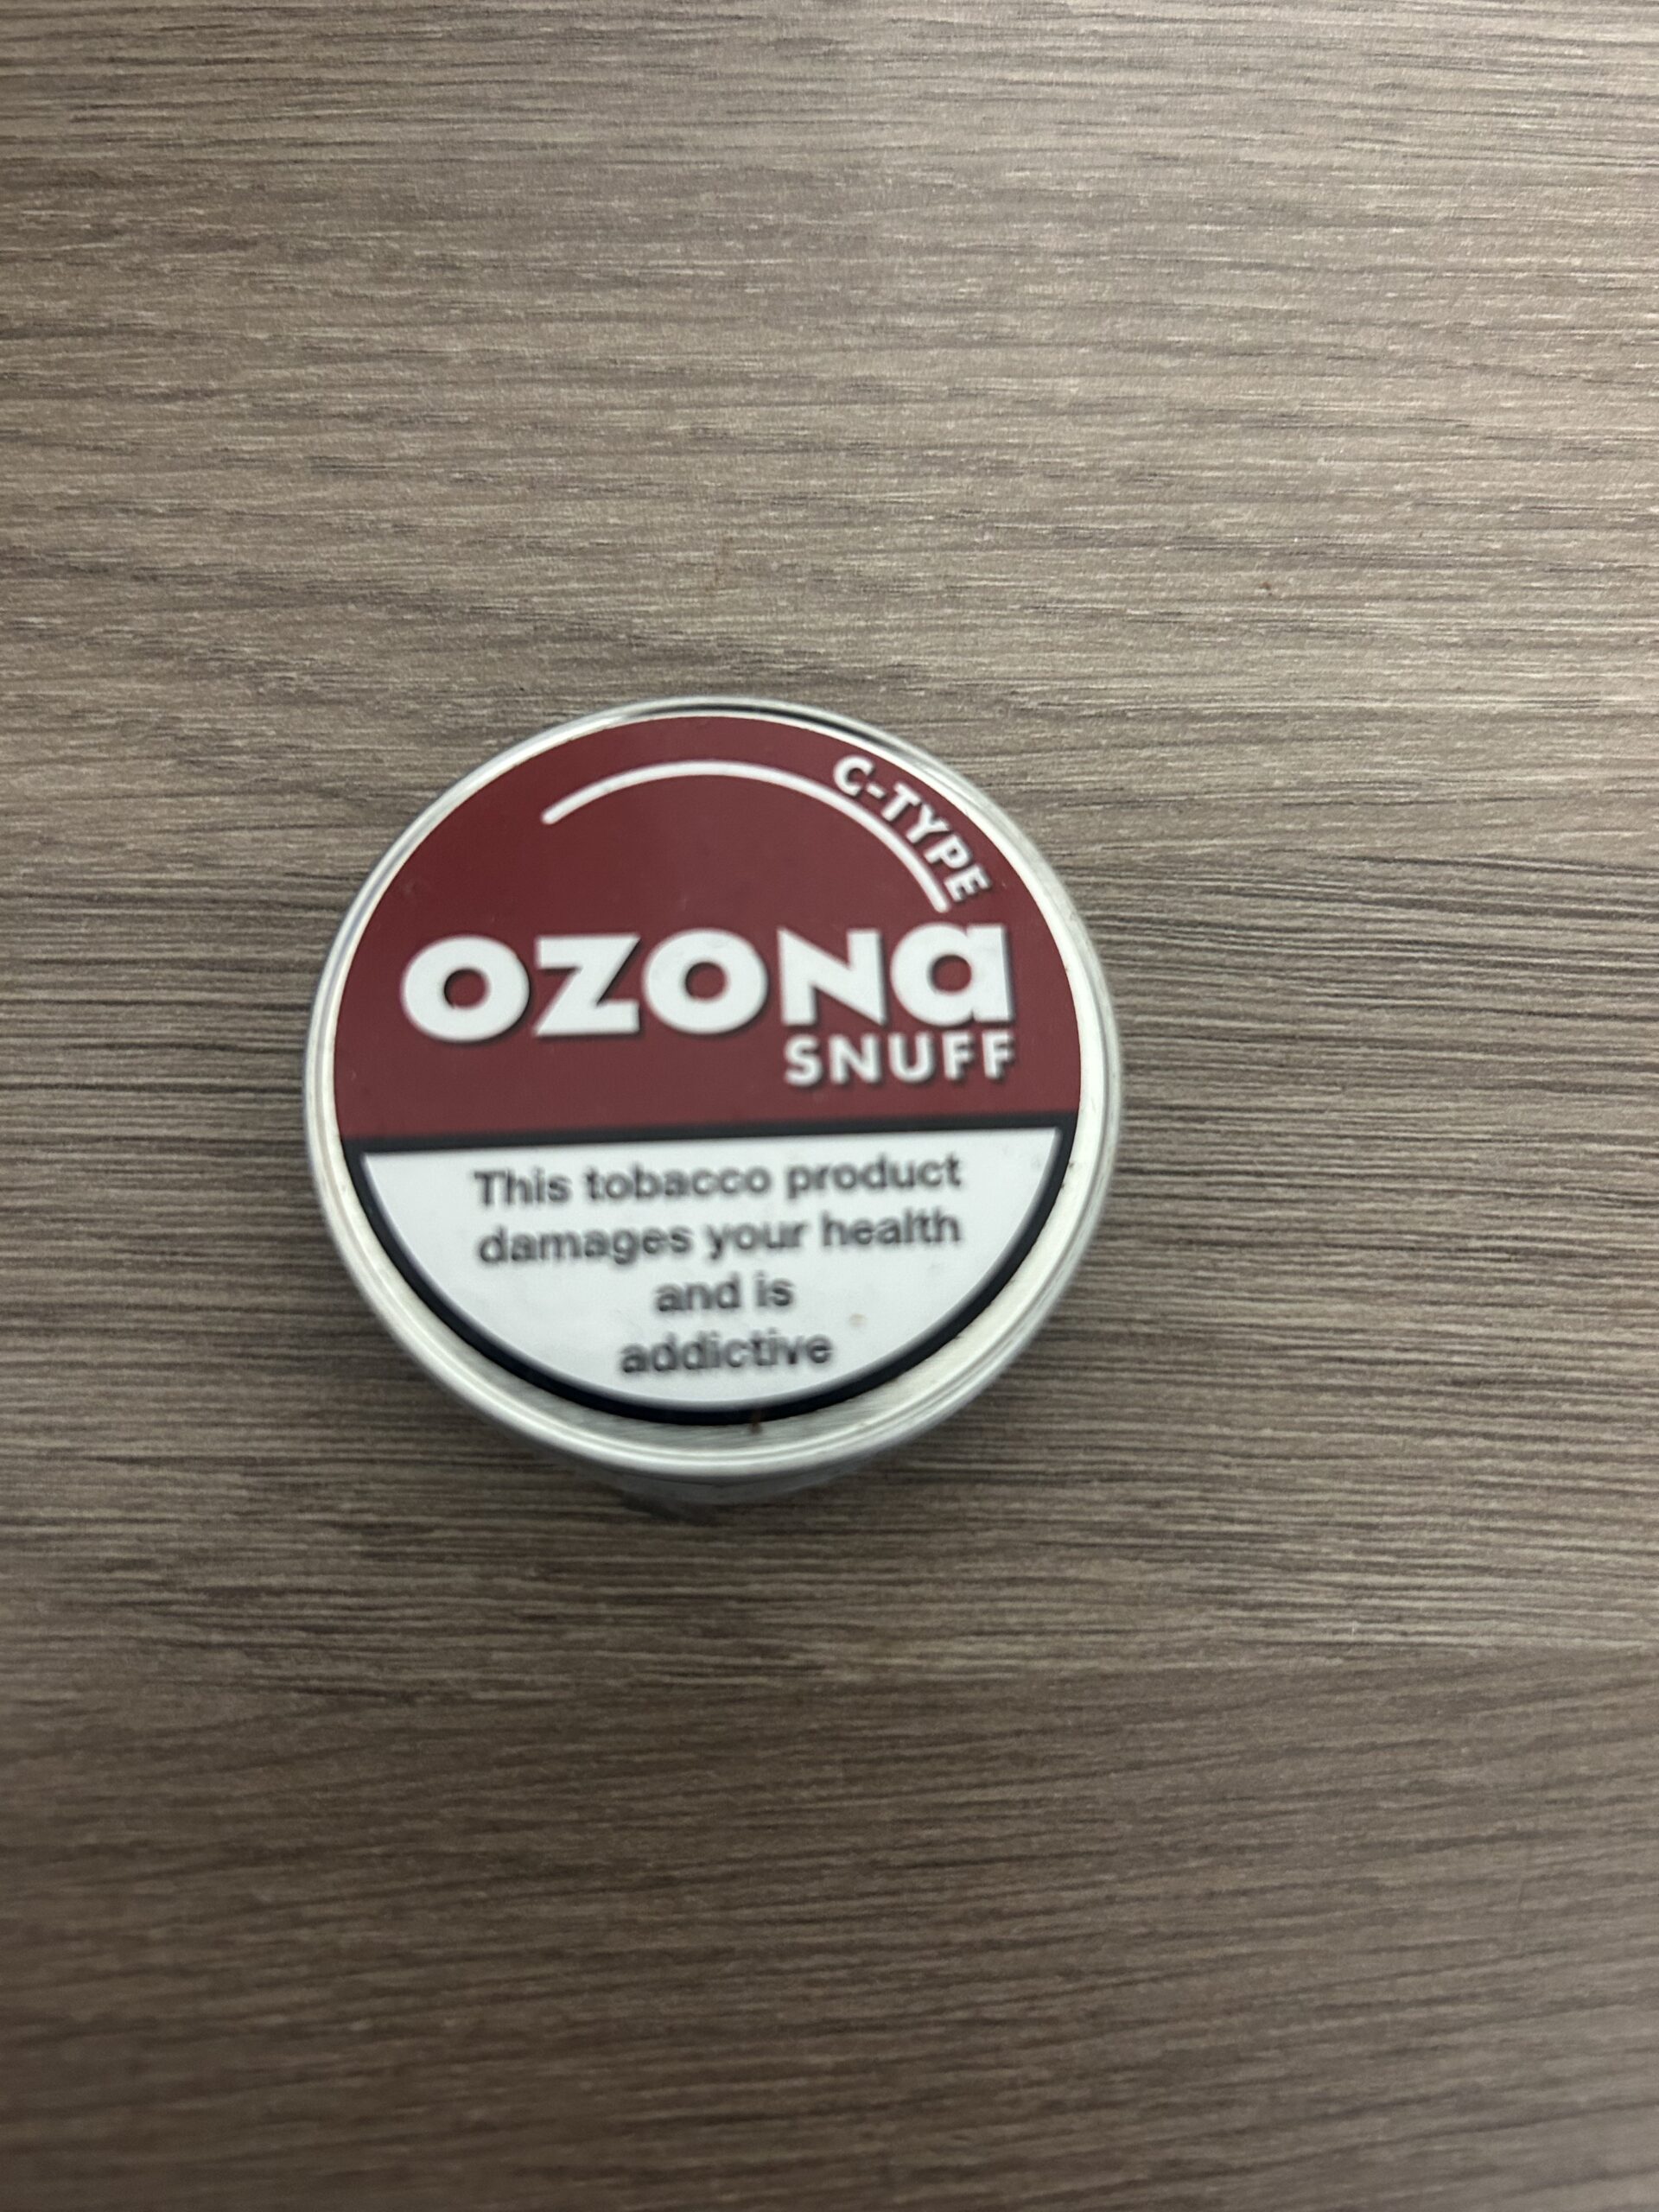 C-TYPE
OZONa
SNUFF
This tobacco product
damages your health
and is
addictive